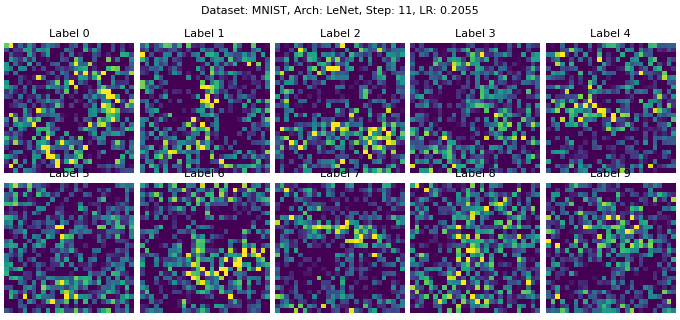 Dataset: MNIST, Arch: LeNet, Step: 11, LR: 0.2055
Label 0 Label 1 Label 2 Label 3 Label 4
Label 5 Label 6 Label 7 Label 8 Label 9